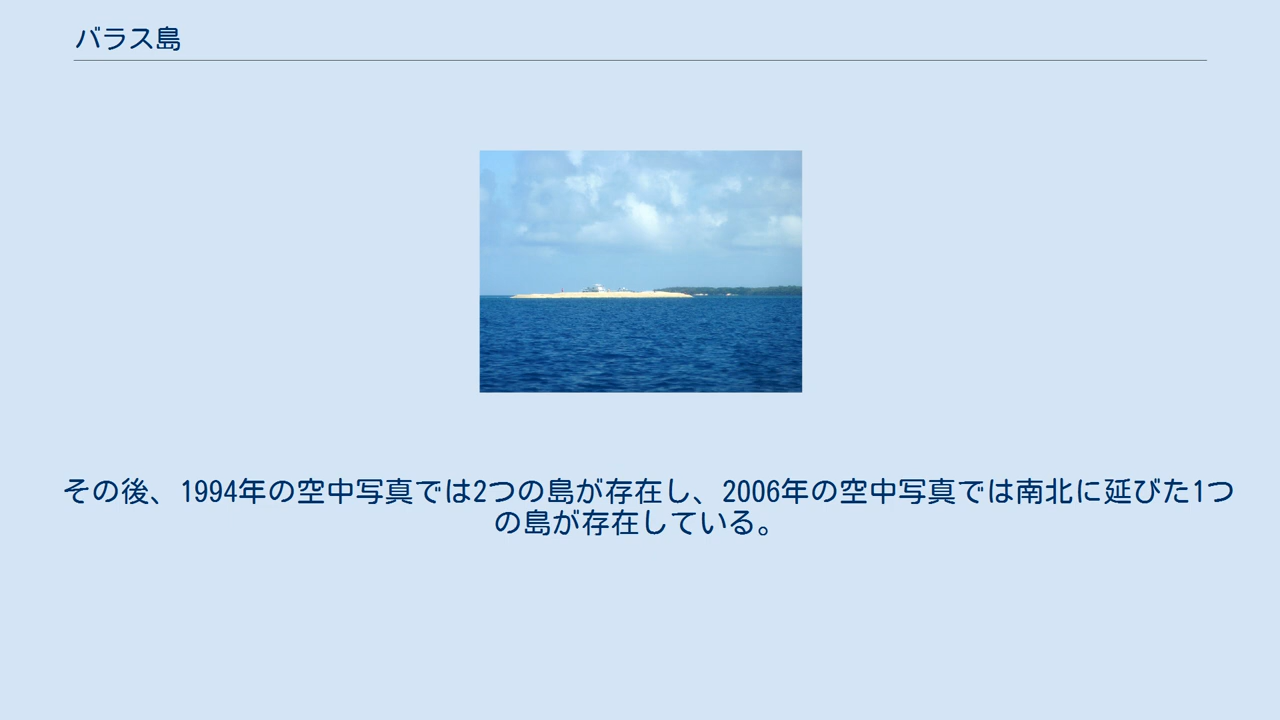 バラス島
その後、1994年の空中写真では2つの島が存在し、2006年の空中写真では南北に延びた1つ
の島が存在している。